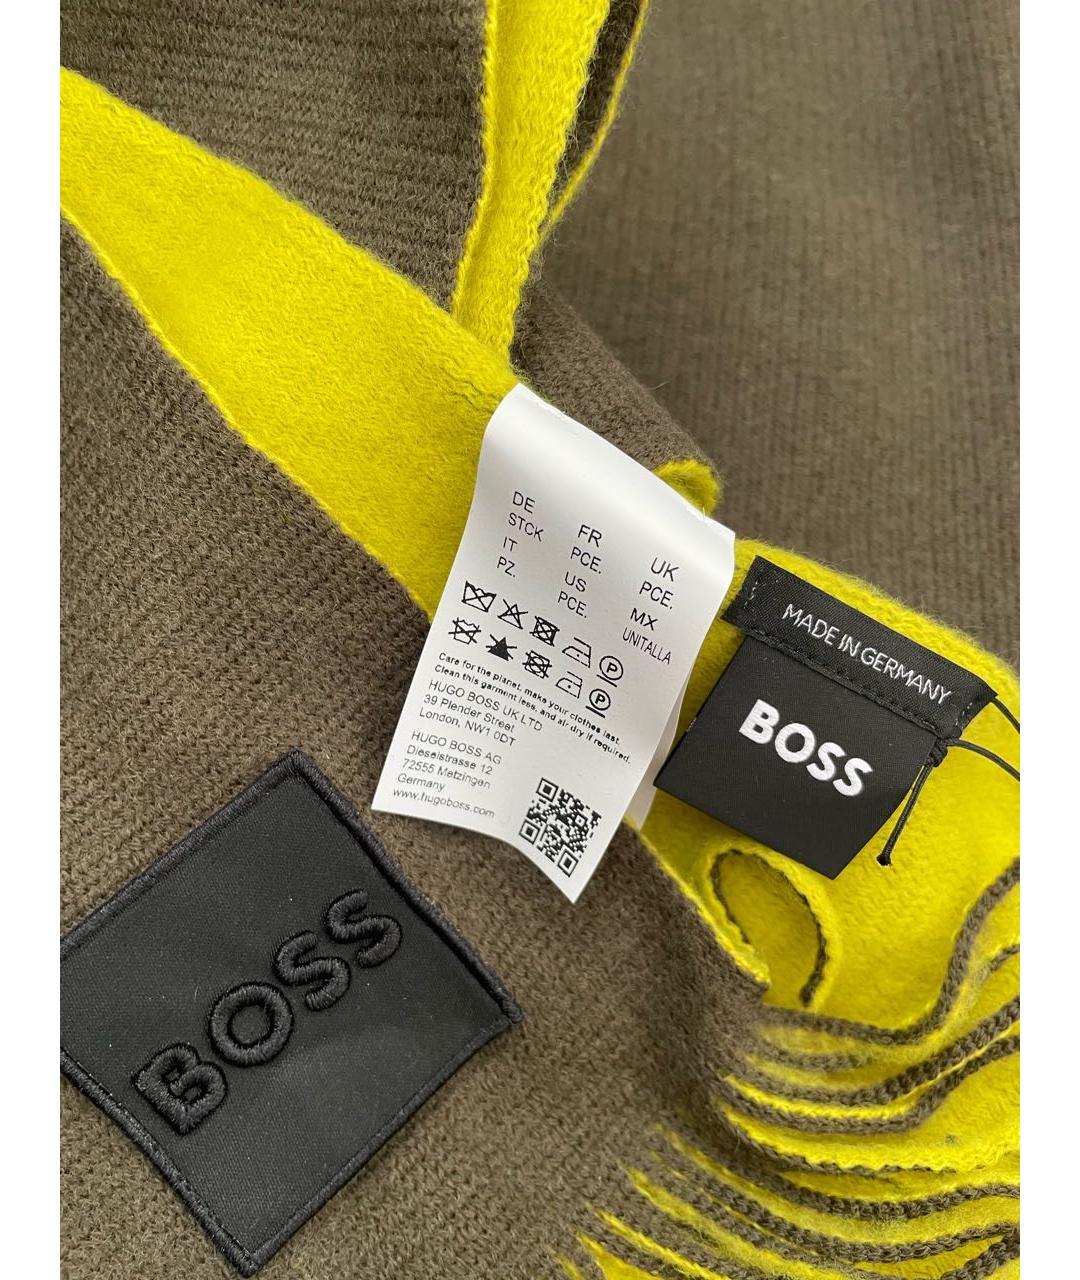 DE
STCK
IT
PZ.
FR
PCE.
US
PCE.
UK
PCE.
MX
UNITALLA
P
P
Care for the planet, make your clothes last.
Clean this garment less, and air dry if required.
HUGO BOSS UK LTD
39 Plender Street
London, NW1 0DT
HUGO BOSS AG
Dieselstrasse 12
72555 Metzingen
Germany
www.hugoboss.com
MADE IN GERMANY
BOSS
BOSS